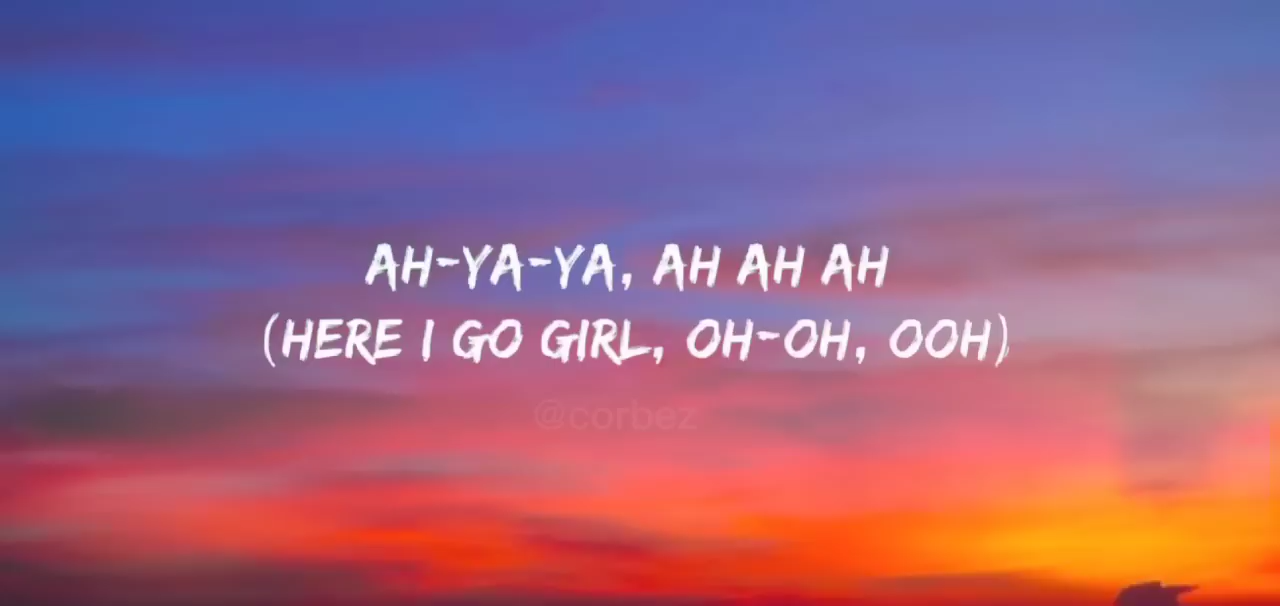 AH-YA-YA, AH AH AH
(HERE I GO GIRL, OH-OH, OOH)
@corbez